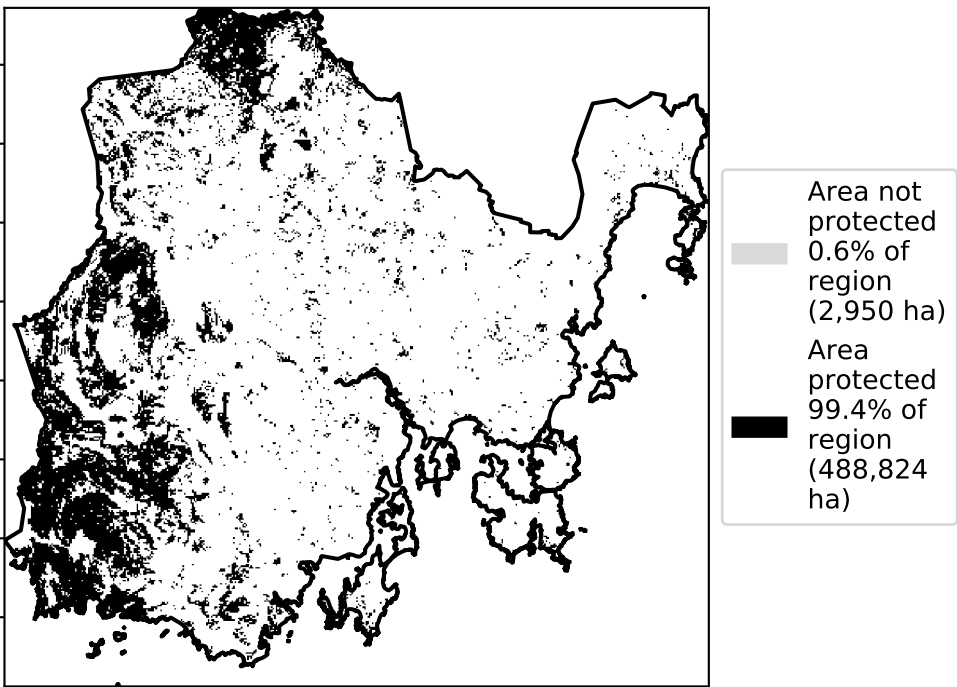 Area not
protected
0.6% of
region
(2,950 ha)
Area
protected
99.4% of
region
(488,824
ha)